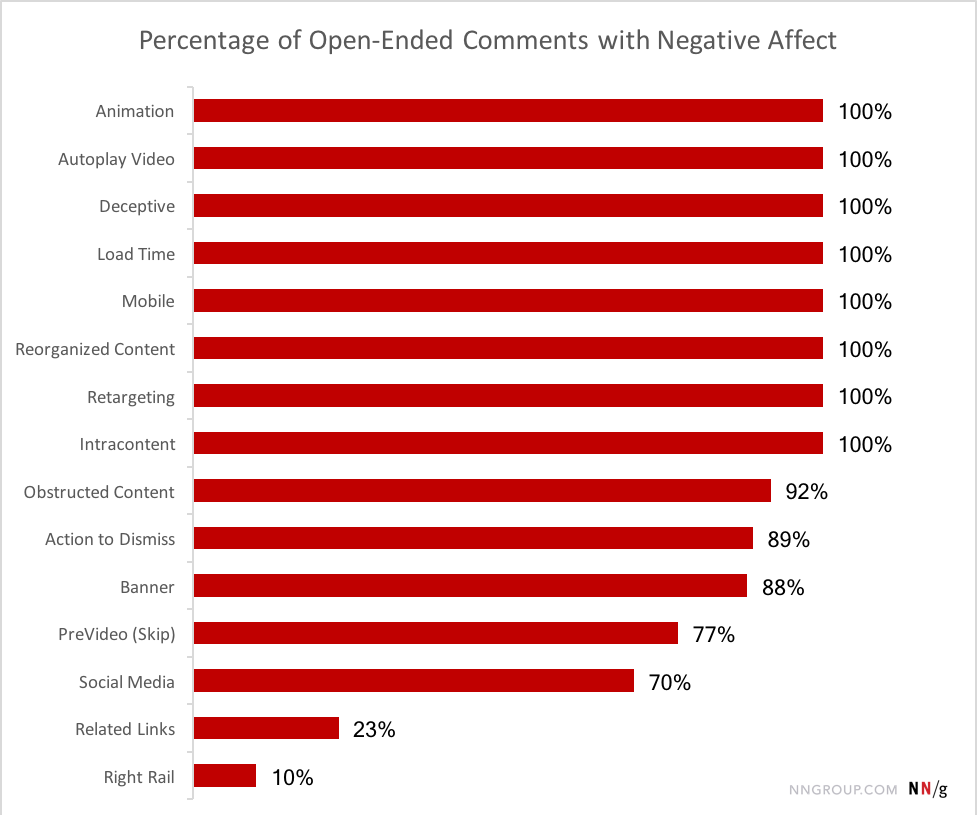 Percentage of Open-Ended Comments with Negative Affect
Animation 100%
Autoplay Video 100%
Deceptive 100%
Load Time 100%
Mobile 100%
Reorganized Content 100%
Retargeting 100%
Intracontent 100%
Obstructed Content 92%
Action to Dismiss 89%
Banner 88%
PreVideo (Skip) 77%
Social Media 70%
Related Links 23%
Right Rail 10%
NNGROUP.COM NN/g